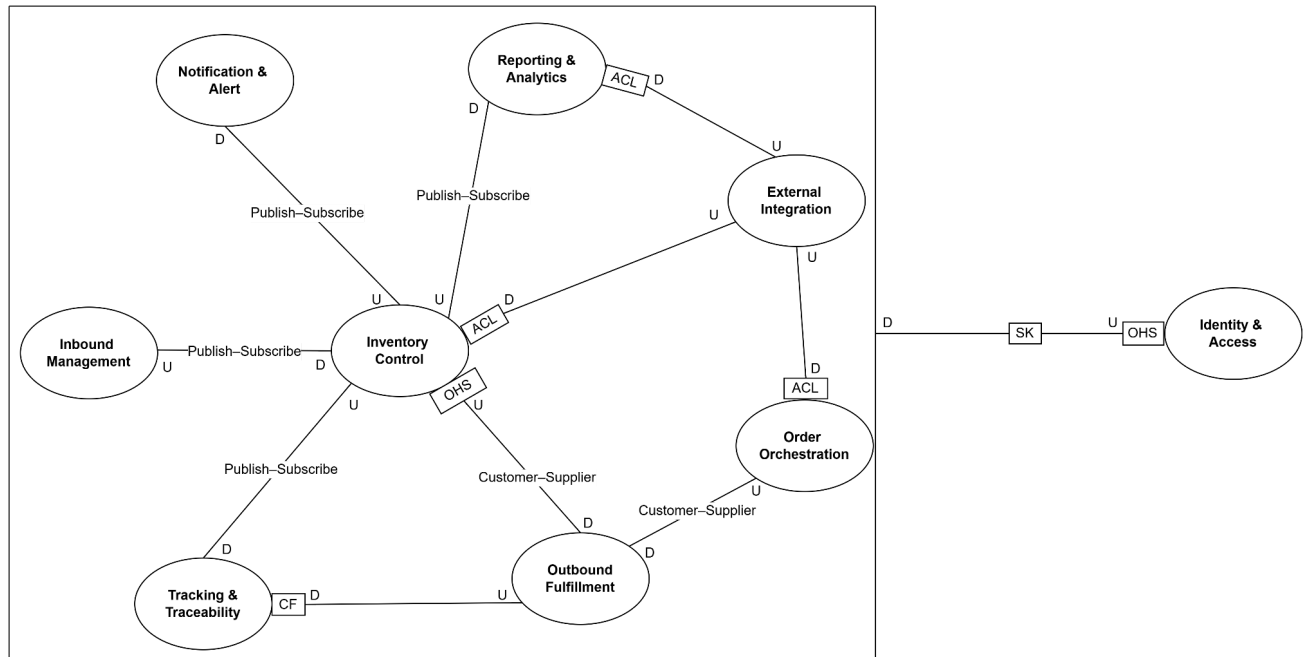 Notification &
Alert
D
Reporting &
Analytics
ACL
D
D
U
Publish–Subscribe
Publish–Subscribe
External
Integration
U
U
U
U
D
ACL
Inbound
Management
U
Publish–Subscribe
D
Inventory
Control
OHS
U
U
D
ACL
Order
Orchestration
U
D
SK
U
OHS
Identity &
Access
Publish–Subscribe
Customer–Supplier
Customer–Supplier
D
D
D
Tracking &
Traceability
CF
D
U
Outbound
Fulfillment